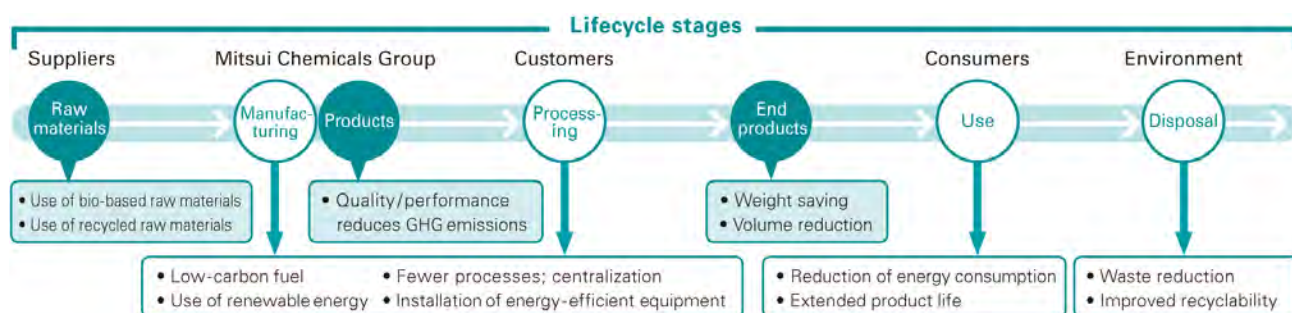 Lifecycle stages
Suppliers
Mitsui Chemicals Group
Customers
Consumers
Environment
Raw
materials
Manufac-
turing
Products
Process-
ing
End
products
Use
Disposal
• Use of bio-based raw materials
• Use of recycled raw materials
• Quality/performance
reduces GHG emissions
• Weight saving
• Volume reduction
• Low-carbon fuel
• Use of renewable energy
• Fewer processes; centralization
• Installation of energy-efficient equipment
• Reduction of energy consumption
• Extended product life
• Waste reduction
• Improved recyclability